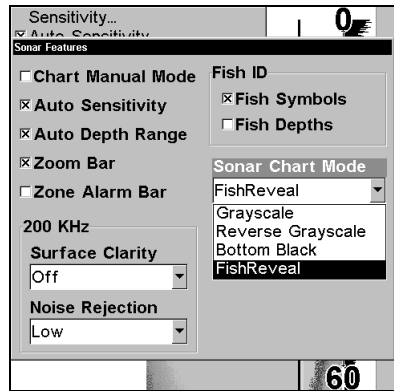 Sensitivity...
Auto Sensitivity
0
Sonar Features
Chart Manual Mode
Auto Sensitivity
Auto Depth Range
Zoom Bar
Zone Alarm Bar
Fish ID
Fish Symbols
Fish Depths
Sonar Chart Mode
FishReveal
Grayscale
Reverse Grayscale
Bottom Black
FishReveal
200 KHz
Surface Clarity
Off
Noise Rejection
Low
60